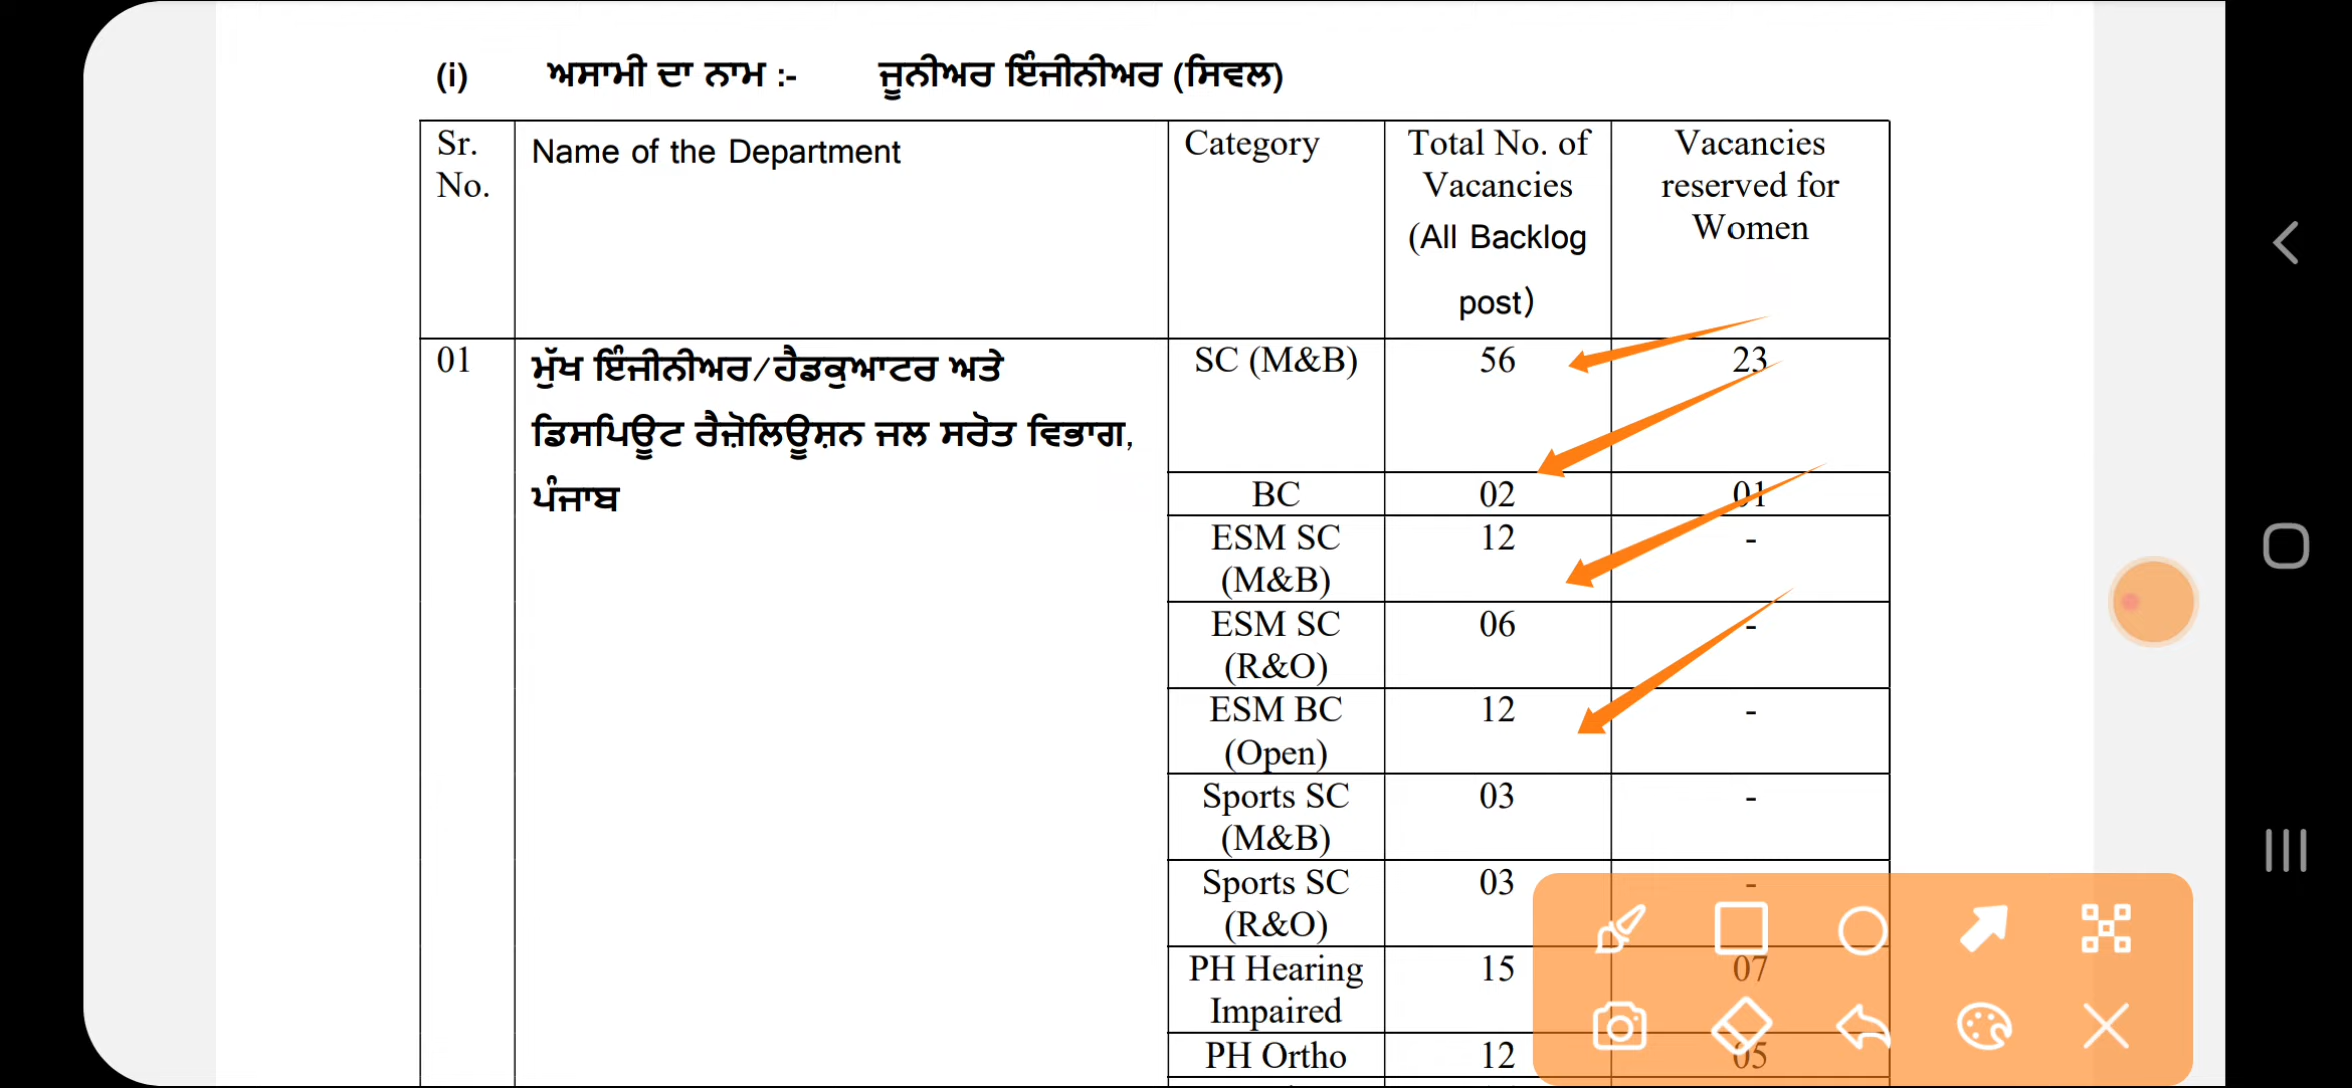 (i) ਅਸਾਮੀ ਦਾ ਨਾਮ :- ਜੂਨੀਅਰ ਇੰਜੀਨੀਅਰ (ਸਿਵਲ)
Sr. No. Name of the Department Category Total No. of Vacancies (All Backlog post) Vacancies reserved for Women
01 ਮੁੱਖ ਇੰਜੀਨੀਅਰ/ਹੈਡਕੁਆਟਰ ਅਤੇ SC (M&B) 56 23
ਡਿਸਪਿਊਟ ਰੈਜ਼ੋਲਿਊਸ਼ਨ ਜਲ ਸਰੋਤ ਵਿਭਾਗ,
ਪੰਜਾਬ
BC 02 01
ESM SC (M&B) 12 -
ESM SC (R&O) 06 -
ESM BC (Open) 12 -
Sports SC (M&B) 03 -
Sports SC (R&O) 03 -
PH Hearing Impaired 15 07
PH Ortho 12 05